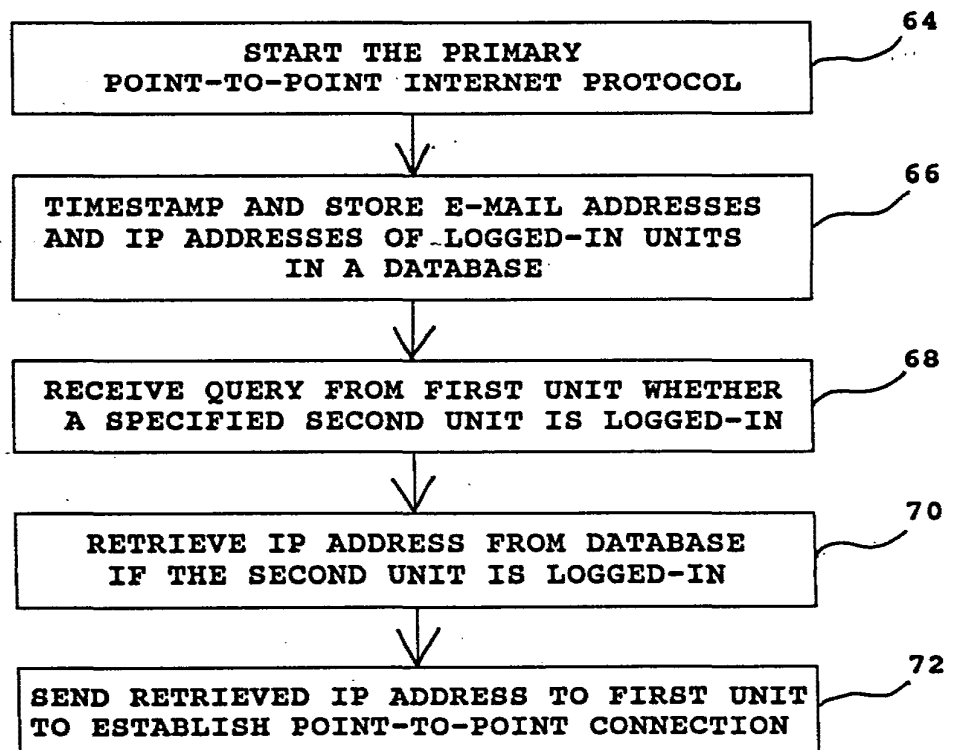 64
START THE PRIMARY
POINT-TO-POINT INTERNET PROTOCOL
66
TIMESTAMP AND STORE E-MAIL ADDRESSES
AND IP ADDRESSES OF LOGGED-IN UNITS
IN A DATABASE
68
RECEIVE QUERY FROM FIRST UNIT WHETHER
A SPECIFIED SECOND UNIT IS LOGGED-IN
70
RETRIEVE IP ADDRESS FROM DATABASE
IF THE SECOND UNIT IS LOGGED-IN
72
SEND RETRIEVED IP ADDRESS TO FIRST UNIT
TO ESTABLISH POINT-TO-POINT CONNECTION